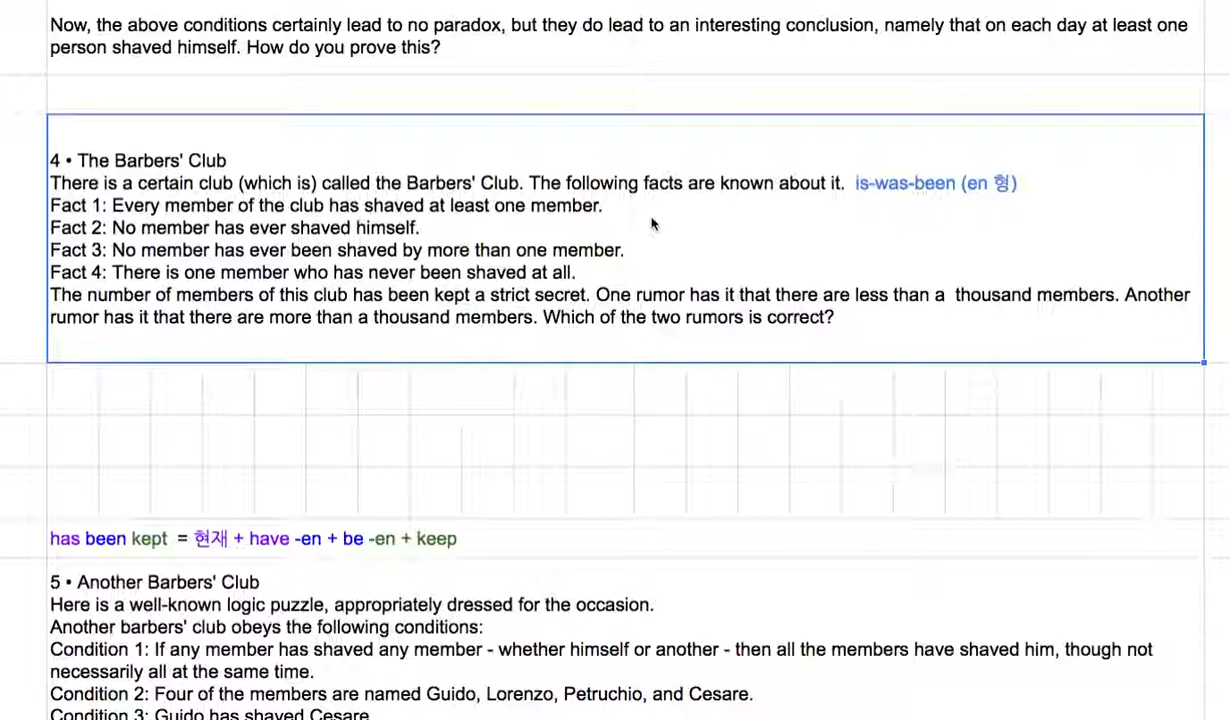 Now, the above conditions certainly lead to no paradox, but they do lead to an interesting conclusion, namely that on each day at least one
person shaved himself. How do you prove this?
4 • The Barbers' Club
There is a certain club (which is) called the Barbers' Club. The following facts are known about it.  is-was-been (en 형)
Fact 1: Every member of the club has shaved at least one member.
Fact 2: No member has ever shaved himself.
Fact 3: No member has ever been shaved by more than one member.
Fact 4: There is one member who has never been shaved at all.
The number of members of this club has been kept a strict secret. One rumor has it that there are less than a  thousand members. Another
rumor has it that there are more than a thousand members. Which of the two rumors is correct?
has been kept  = 현재 + have -en + be -en + keep
5 • Another Barbers' Club
Here is a well-known logic puzzle, appropriately dressed for the occasion.
Another barbers' club obeys the following conditions:
Condition 1: If any member has shaved any member - whether himself or another - then all the members have shaved him, though not
necessarily all at the same time.
Condition 2: Four of the members are named Guido, Lorenzo, Petruchio, and Cesare.
Condition 3: Guido has shaved Cesare